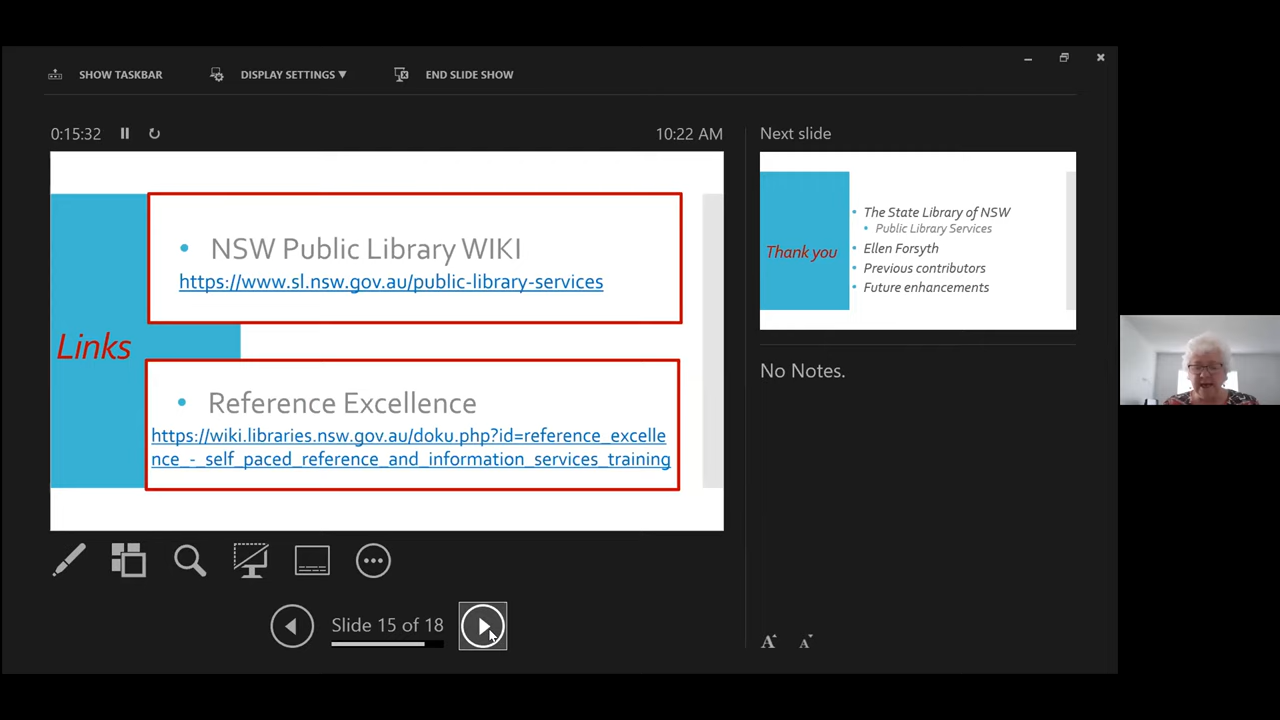 SHOW TASKBAR
DISPLAY SETTINGS ▼
END SLIDE SHOW
0:15:32
10:22 AM
Links
• NSW Public Library WIKI
https://www.sl.nsw.gov.au/public-library-services
• Reference Excellence
https://wiki.libraries.nsw.gov.au/doku.php?id=reference_excelle
nce_-_self_paced_reference_and_information_services_training
Slide 15 of 18
Next slide
Thank you
• The State Library of NSW
• Public Library Services
• Ellen Forsyth
• Previous contributors
• Future enhancements
No Notes.
A A